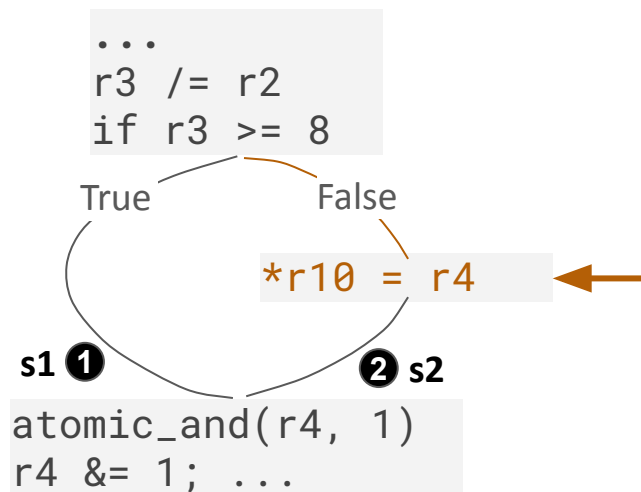 ...
r3 /= r2
if r3 >= 8
True
False
*r10 = r4
s1 1
2 s2
atomic_and(r4, 1)
r4 &= 1; ...